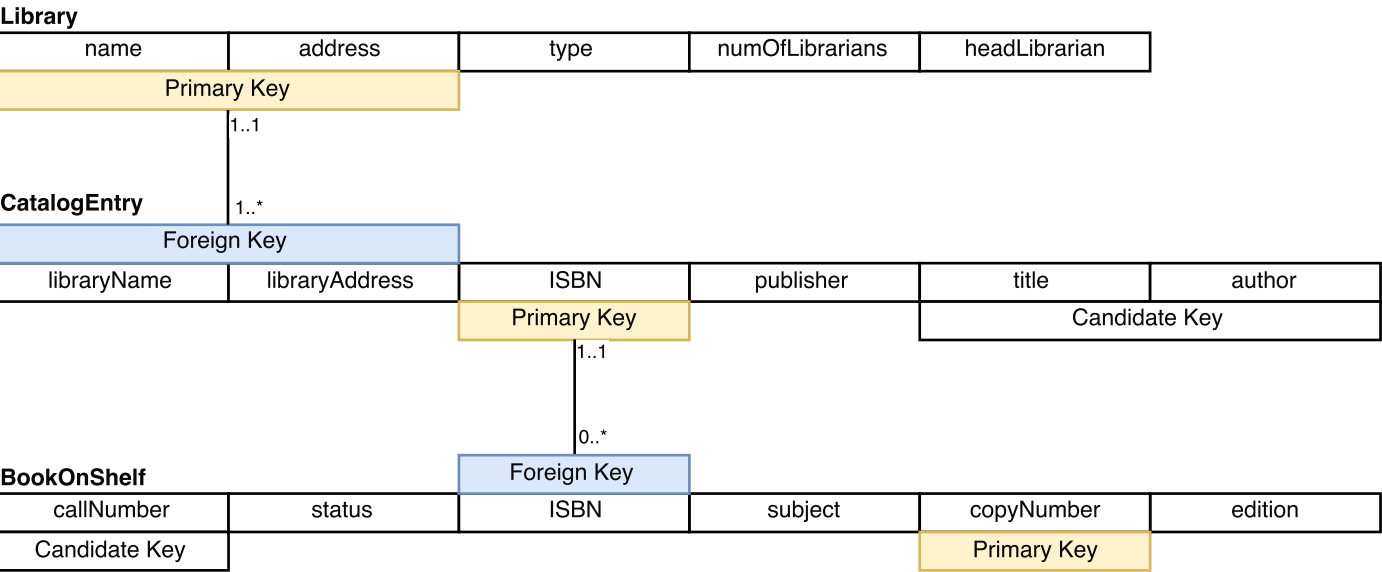 Library
name address type numOfLibrarians headLibrarian
Primary Key
1..1
CatalogEntry
1..*
Foreign Key
libraryName libraryAddress ISBN publisher title author
Primary Key Candidate Key
1..1
0..*
BookOnShelf
Foreign Key
callNumber status ISBN subject copyNumber edition
Candidate Key Primary Key